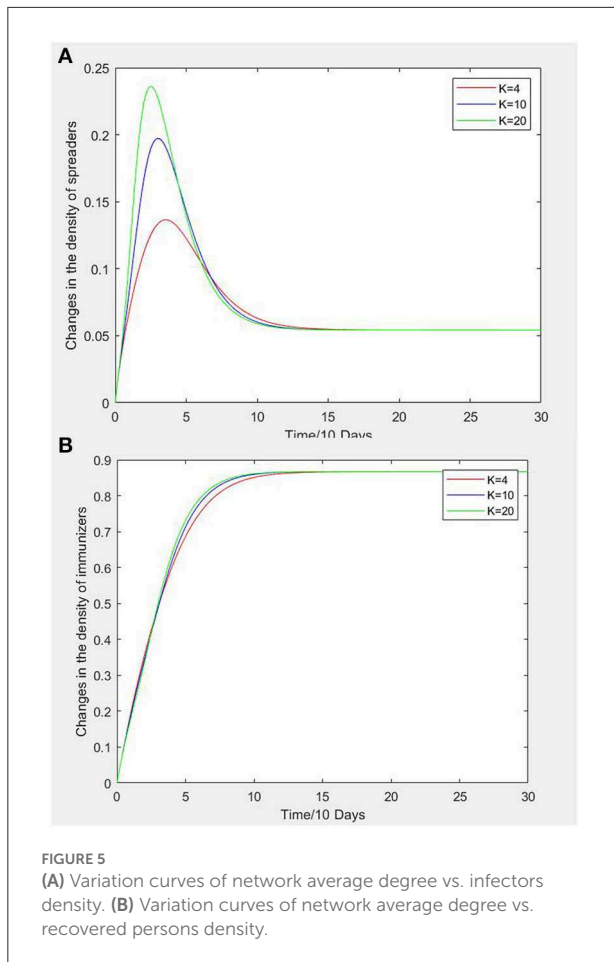 A
Changes in the density of spreaders
0.25
0.2
0.15
0.1
0.05
0
K=4
K=10
K=20
0 5 10 15 20 25 30
Time/10 Days
B
Changes in the density of immunizers
0.9
0.8
0.7
0.6
0.5
0.4
0.3
0.2
0.1
0
K=4
K=10
K=20
0 5 10 15 20 25 30
Time/10 Days
FIGURE 5
(A) Variation curves of network average degree vs. infectors
density. (B) Variation curves of network average degree vs.
recovered persons density.